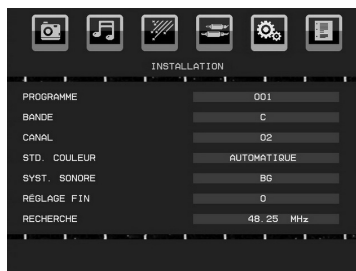 INSTALLATION
PROGRAMME 001
BANDE C
CANAL 02
STD. COULEUR AUTOMATIQUE
SYST. SONORE BG
RÉGLAGE FIN 0
RECHERCHE 48.25 MHz